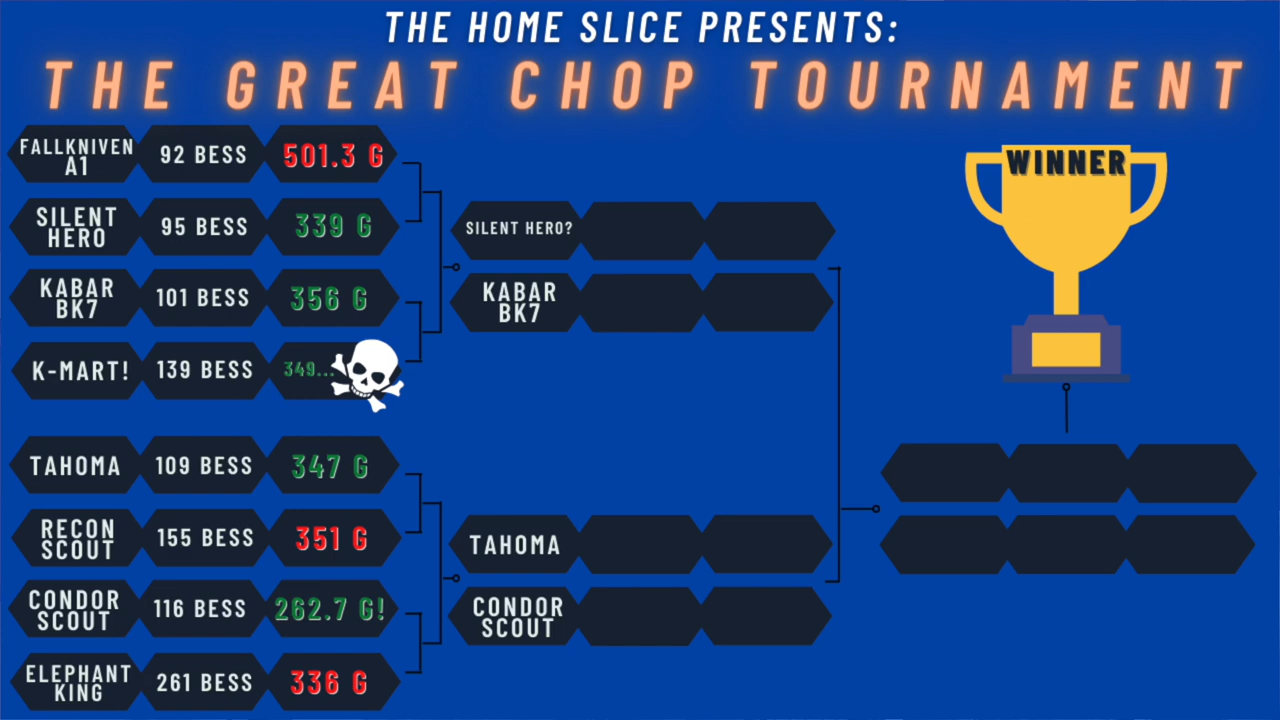 THE HOME SLICE PRESENTS:
THE GREAT CHOP TOURNAMENT
FALLKNIVEN
A1
92 BESS
501.3 G
SILENT
HERO
95 BESS
339 G
KABAR
BK7
101 BESS
356 G
K-MART!
139 BESS
349...
TAHOMA
109 BESS
347 G
RECON
SCOUT
155 BESS
351 G
CONDOR
SCOUT
116 BESS
262.7 G!
ELEPHANT
KING
261 BESS
336 G
SILENT HERO?
KABAR
BK7
TAHOMA
CONDOR
SCOUT
WINNER